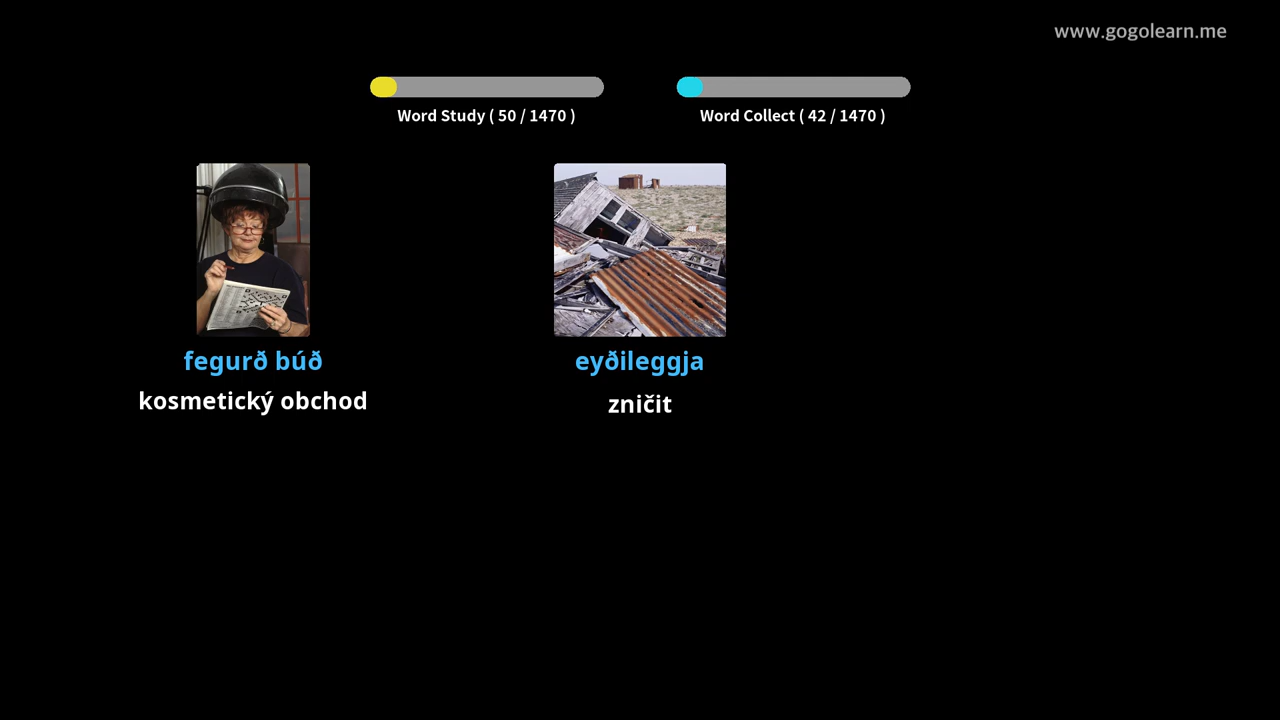 www.gogolearn.me
Word Study ( 50 / 1470 )
Word Collect ( 42 / 1470 )
fegurð búð
kosmetický obchod
eyðileggja
zničit